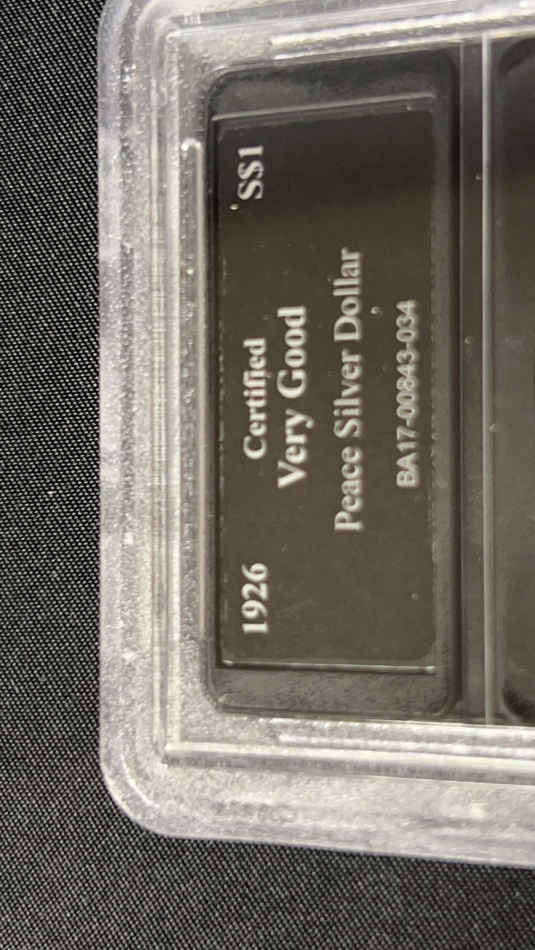 1926 SS1
Certified
Very Good
Peace Silver Dollar
BA17-00843-034